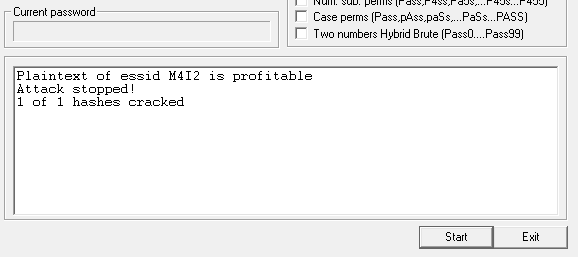 Current password
Num. sub. perms (Pass,P4ss,Pa5s,...P45s...P455)
Case perms (Pass,pAss,paSs,...PaSs...PASS)
Two numbers Hybrid Brute (Pass0....Pass99)
Plaintext of essid M4I2 is profitable
Attack stopped!
1 of 1 hashes cracked
Start
Exit